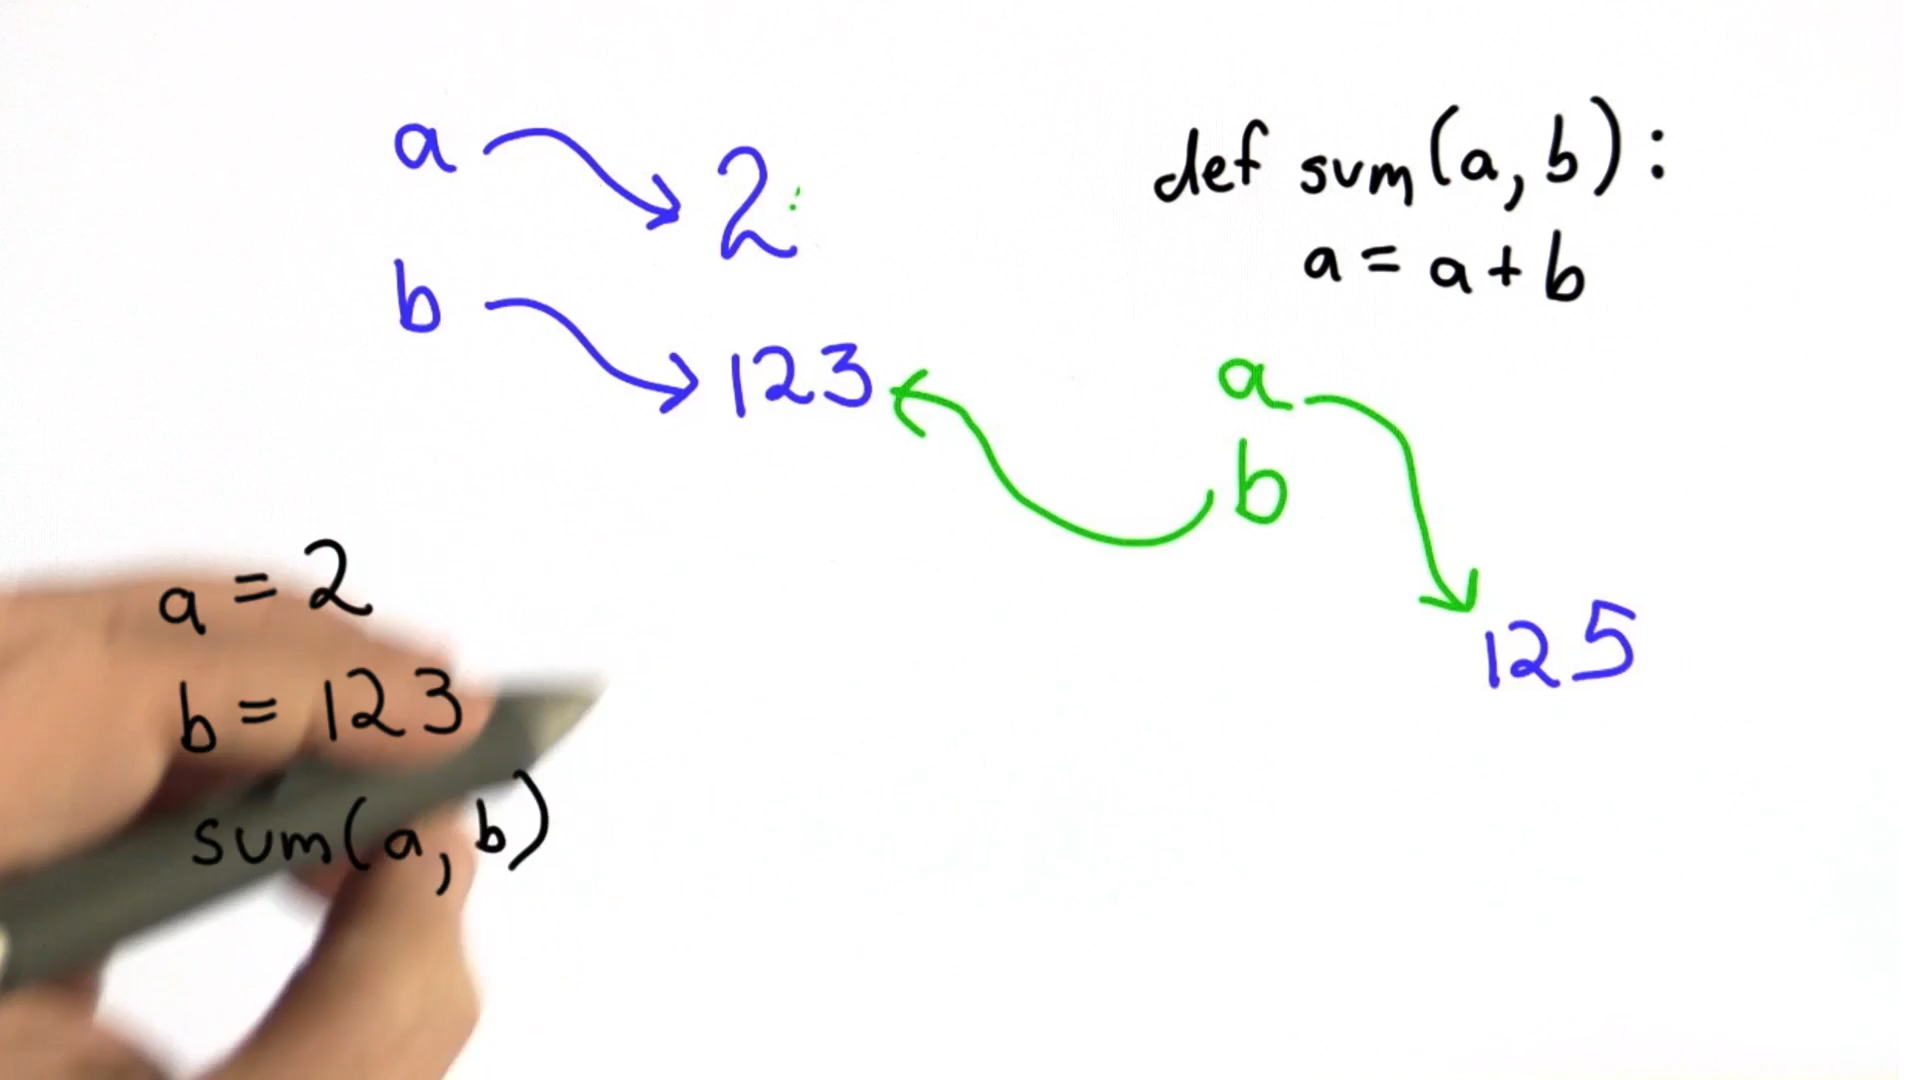 a 2
b 123
def sum(a, b):
a = a + b
a
b
125
a = 2
b = 123
sum(a, b)